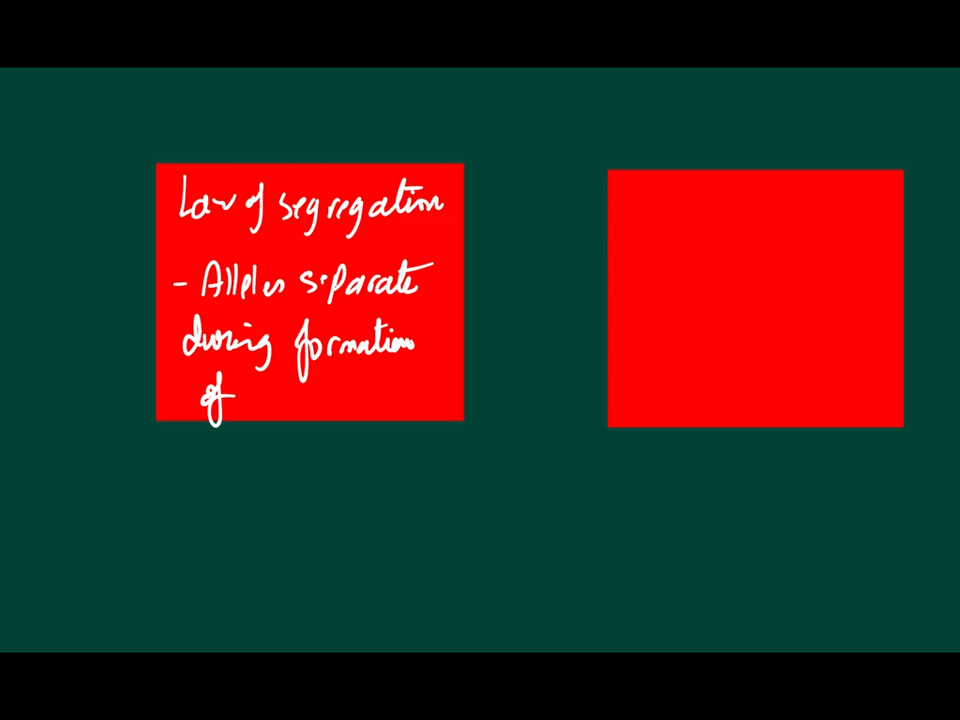 Law of segregation
- Alleles separate
during formation
of